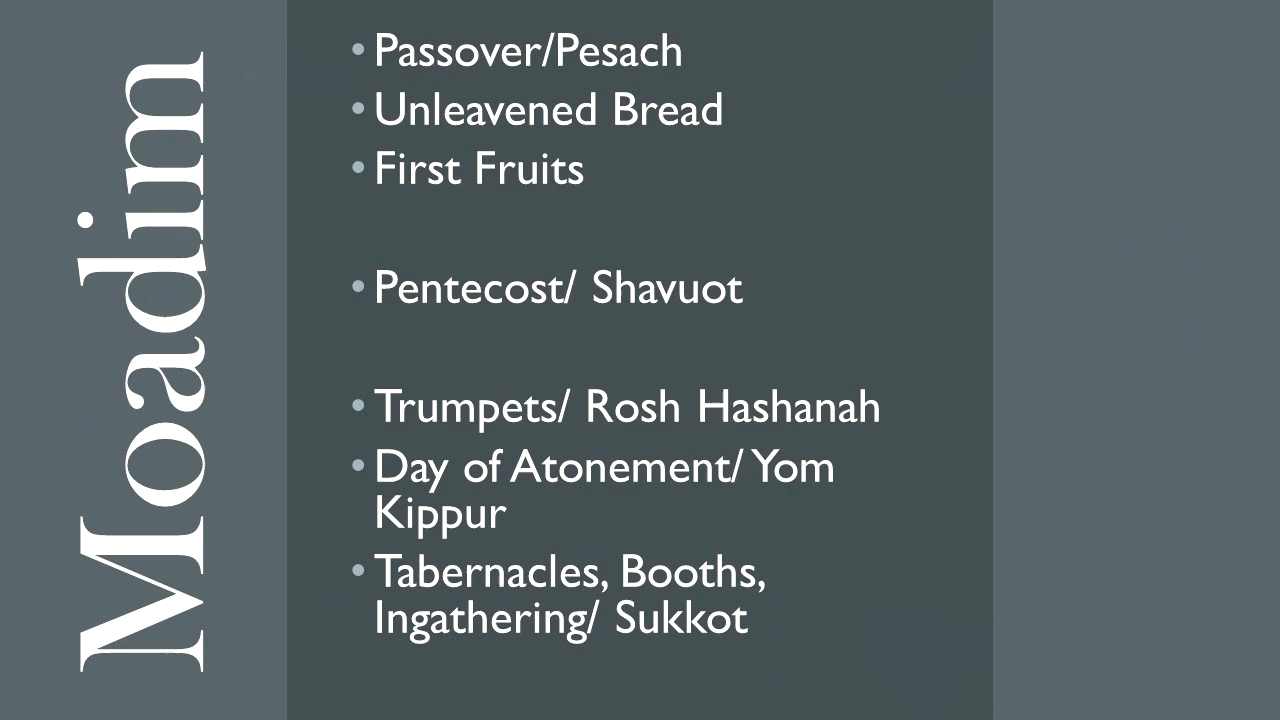 Moadim
• Passover/Pesach
• Unleavened Bread
• First Fruits
• Pentecost/ Shavuot
• Trumpets/ Rosh Hashanah
• Day of Atonement/ Yom
Kippur
• Tabernacles, Booths,
Ingathering/ Sukkot